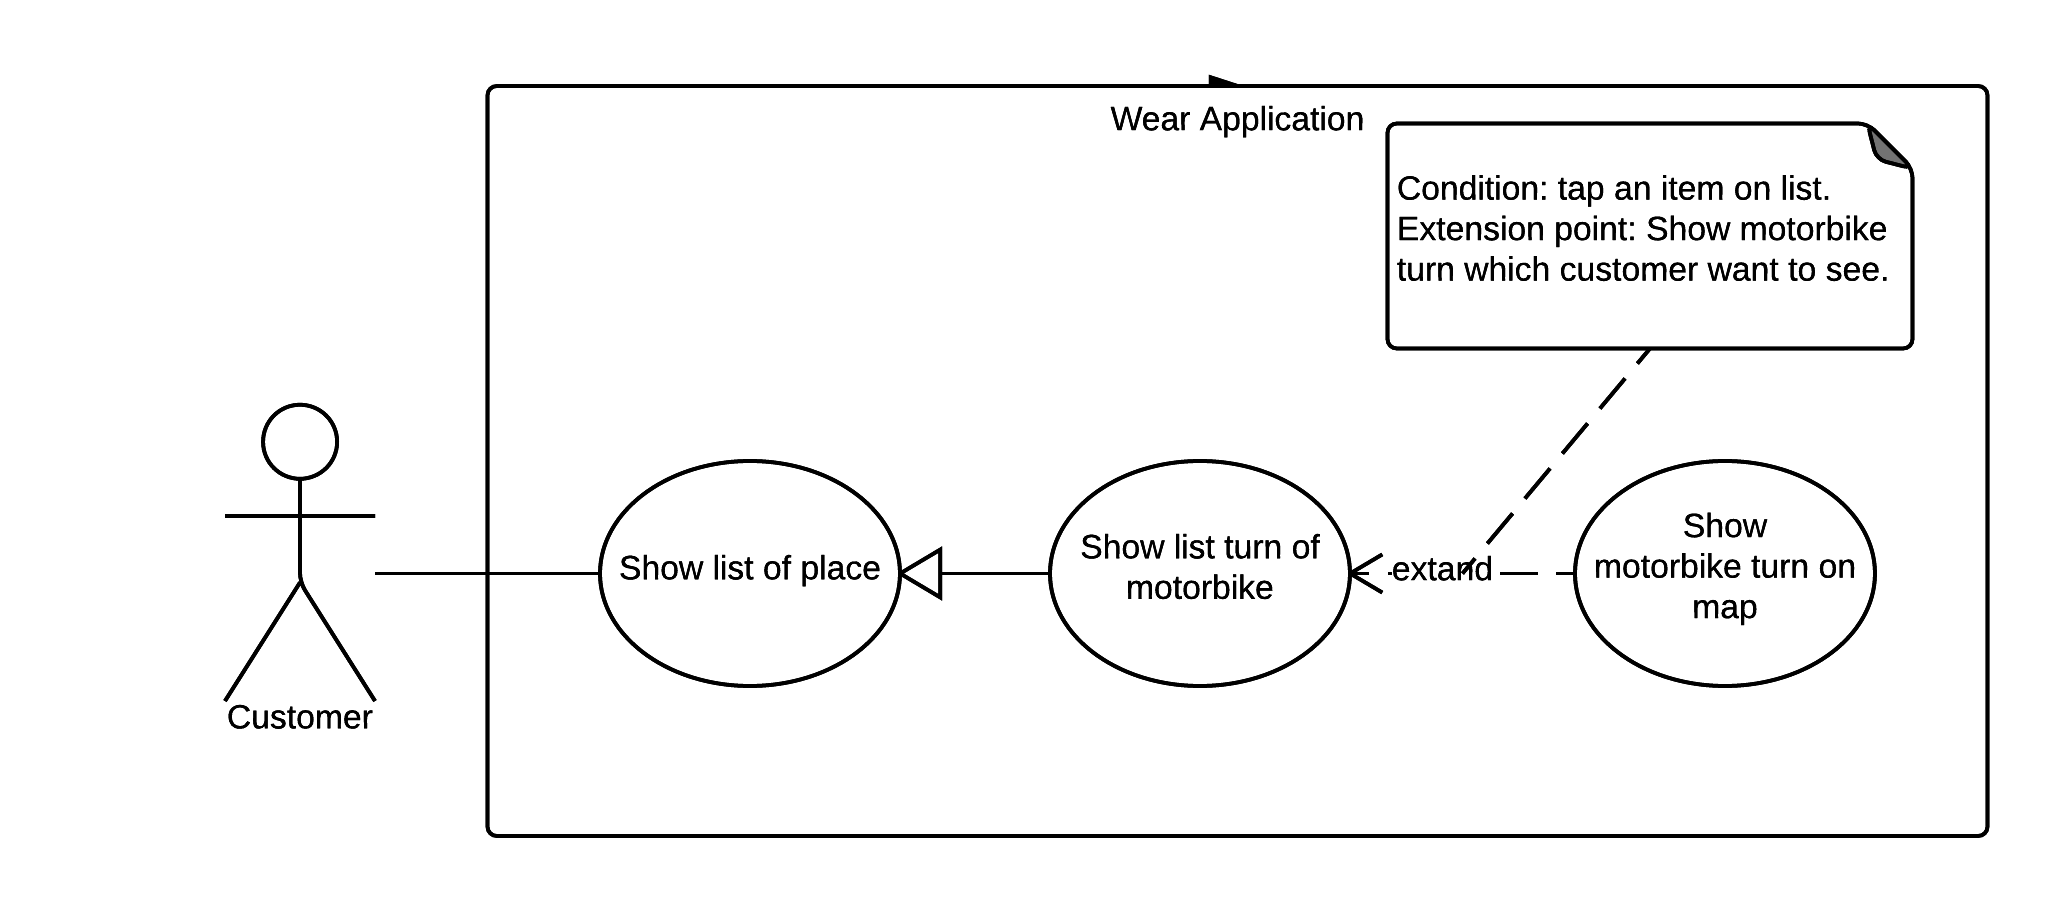 Wear Application
Condition: tap an item on list.
Extension point: Show motorbike
turn which customer want to see.
Show list of place
Show list turn of
motorbike
extand
Show
motorbike turn on
map
Customer